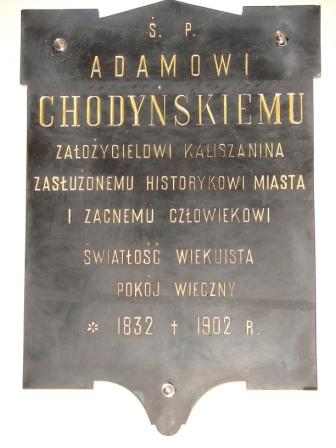 Ś. P.
ADAMOWI
CHODYŃSKIEMU
ZAŁOŻYCIELOWI KALISZANINA
ZASŁUŻONEMU HISTORYKOWI MIASTA
I ZACNEMU CZŁOWIEKOWI
ŚWIATŁOŚĆ WIEKUISTA
POKÓJ WIECZNY
* 1832 † 1902 R.